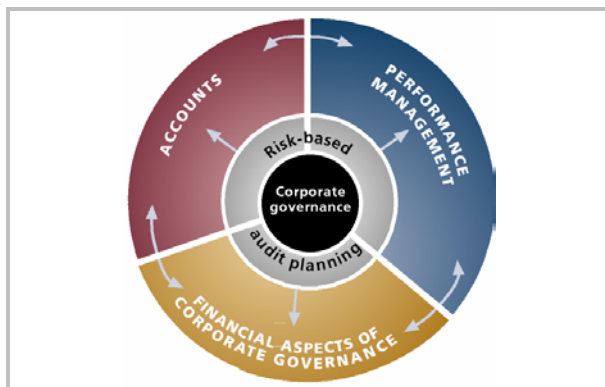 ACCOUNTS
PERFORMANCE
MANAGEMENT
Risk-based
Corporate
governance
audit planning
FINANCIAL ASPECTS OF
CORPORATE GOVERNANCE